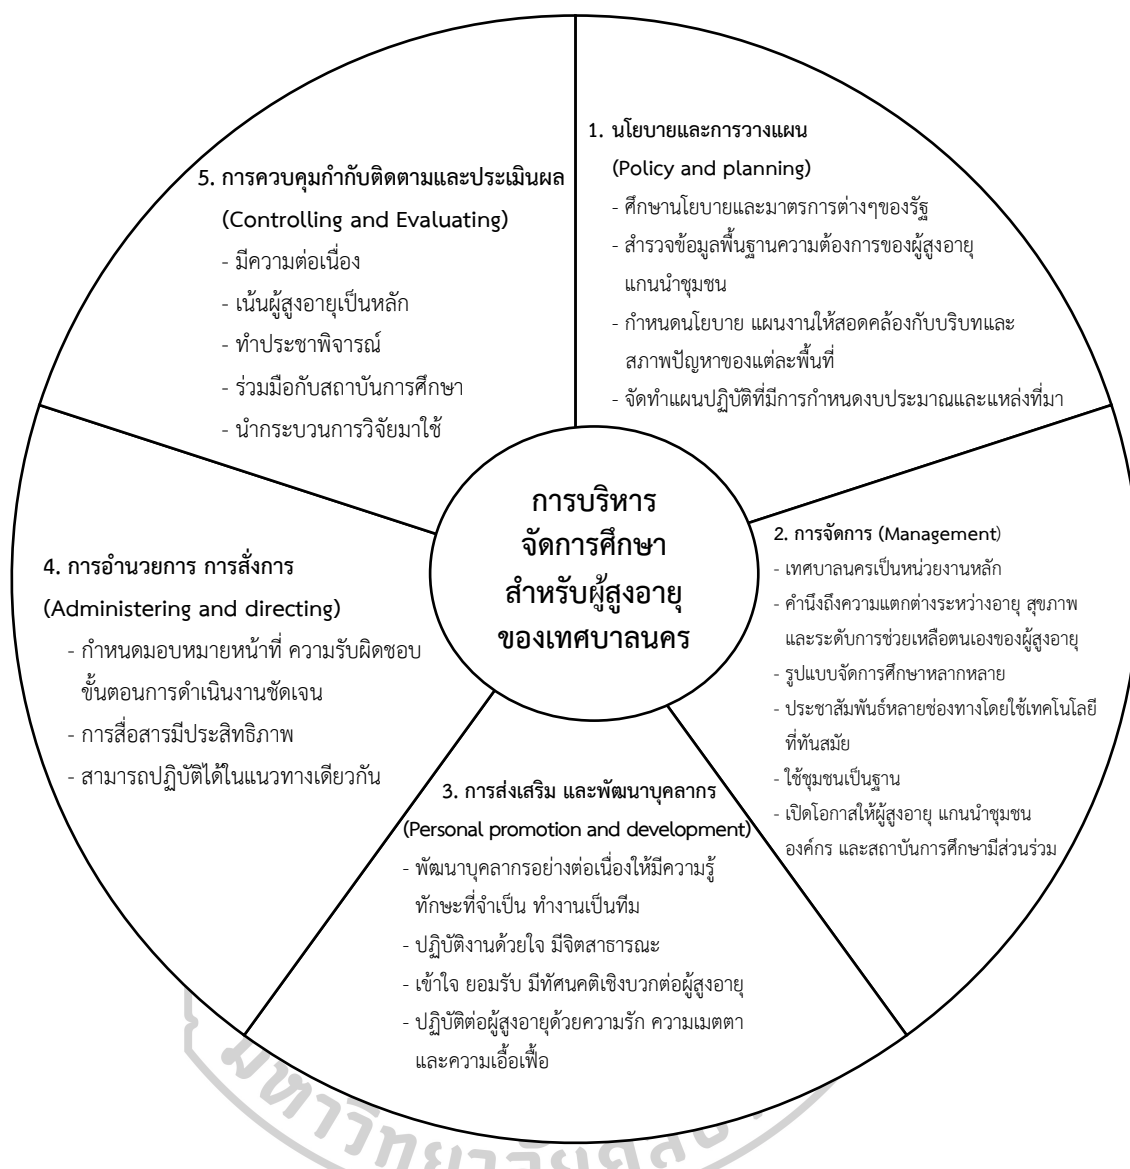 1. นโยบายและการวางแผน
(Policy and planning)
- ศึกษานโยบายและมาตรการต่างๆของรัฐ
- สำรวจข้อมูลพื้นฐานความต้องการของผู้สูงอายุ
แกนนำชุมชน
- กำหนดนโยบาย แผนงานให้สอดคล้องกับบริบทและ
สภาพปัญหาของแต่ละพื้นที่
- จัดทำแผนปฏิบัติที่มีการกำหนดงบประมาณและแหล่งที่มา
2. การจัดการ (Management)
- เทศบาลนครเป็นหน่วยงานหลัก
- คำนึงถึงความแตกต่างระหว่างอายุ สุขภาพ
และระดับการช่วยเหลือตนเองของผู้สูงอายุ
- รูปแบบจัดการศึกษาหลากหลาย
- ประชาสัมพันธ์หลายช่องทางโดยใช้เทคโนโลยี
ที่ทันสมัย
- ใช้ชุมชนเป็นฐาน
- เปิดโอกาสให้ผู้สูงอายุ แกนนำชุมชน
องค์กร และสถาบันการศึกษามีส่วนร่วม
3. การส่งเสริม และพัฒนาบุคลากร
(Personal promotion and development)
- พัฒนาบุคลากรอย่างต่อเนื่องให้มีความรู้
ทักษะที่จำเป็น ทำงานเป็นทีม
- ปฏิบัติงานด้วยใจ มีจิตสาธารณะ
- เข้าใจ ยอมรับ มีทัศนคติเชิงบวกต่อผู้สูงอายุ
- ปฏิบัติต่อผู้สูงอายุด้วยความรัก ความเมตตา
และความเอื้อเฟื้อ
4. การอำนวยการ การสั่งการ
(Administering and directing)
- กำหนดมอบหมายหน้าที่ ความรับผิดชอบ
ขั้นตอนการดำเนินงานชัดเจน
- การสื่อสารมีประสิทธิภาพ
- สามารถปฏิบัติได้ในแนวทางเดียวกัน
5. การควบคุมกำกับติดตามและประเมินผล
(Controlling and Evaluating)
- มีความต่อเนื่อง
- เน้นผู้สูงอายุเป็นหลัก
- ทำประชาพิจารณ์
- ร่วมมือกับสถาบันการศึกษา
- นำกระบวนการวิจัยมาใช้
การบริหาร
จัดการศึกษา
สำหรับผู้สูงอายุ
ของเทศบาลนคร